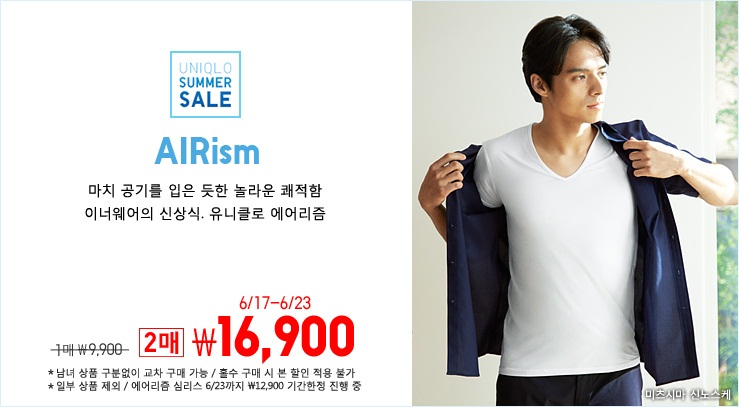 UNIQLO
SUMMER
SALE
AIRism
마치 공기를 입은 듯한 놀라운 쾌적함
이너웨어의 신상식. 유니클로 에어리즘
6/17-6/23
1매 ₩9,900 2매 ₩16,900
* 남녀 상품 구분없이 교차 구매 가능 / 홀수 구매 시 본 할인 적용 불가
* 일부 상품 제외 / 에어리즘 심리스 6/23까지 ₩12,900 기간한정 진행 중
미츠시마 신노스케